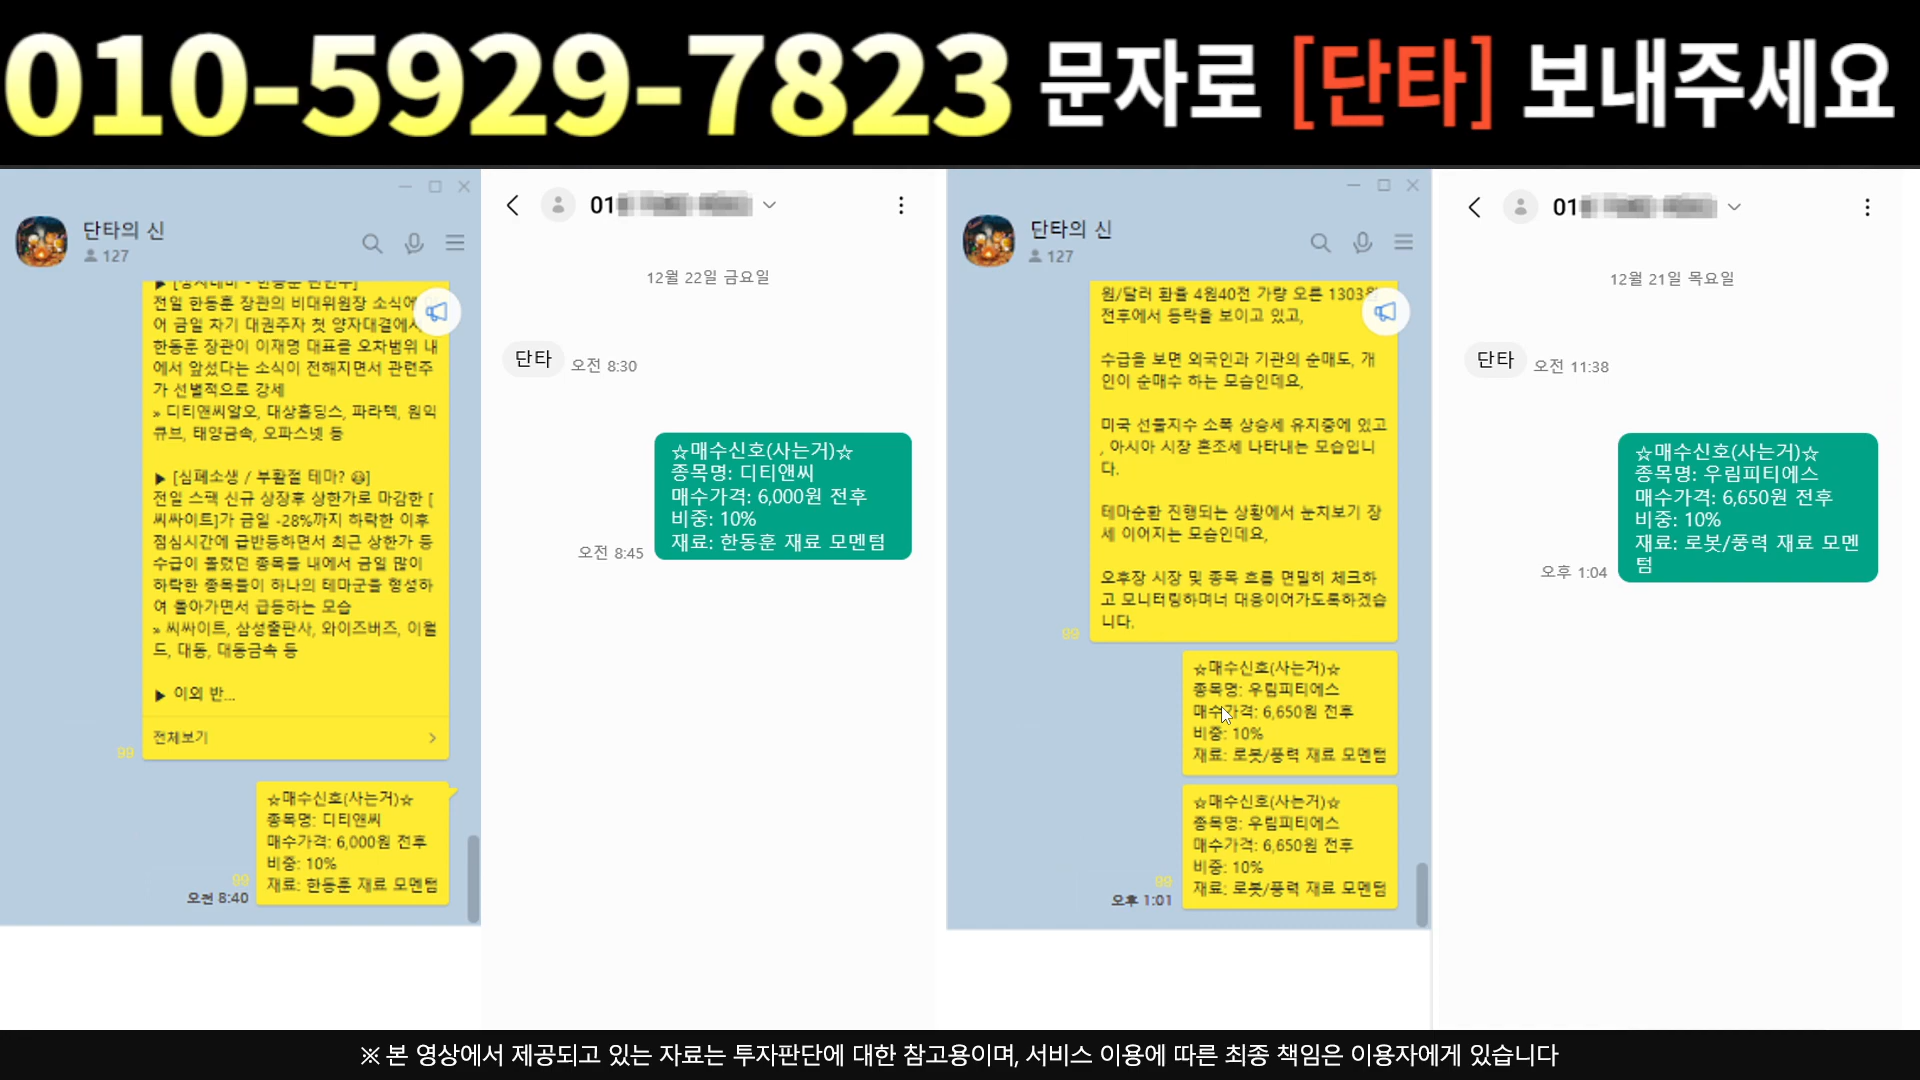 010-5929-7823 문자로 [단타] 보내주세요
단타의 신
127
전일 한동훈 장관의 비대위원장 소식에
어 금일 차기 대권주자 첫 양자대결에서
한동훈 장관이 이재명 대표를 오차범위 내
에서 앞섰다는 소식이 전해지면서 관련주
가 선별적으로 강세
» 디티앤씨알오, 대상홀딩스, 파라텍, 원익
큐브, 태양금속, 오파스넷 등
▶ [심폐소생 / 부활절 테마? 😆]
전일 스팩 신규 상장후 상한가로 마감한 [
씨싸이트]가 금일 -28%까지 하락한 이후
점심시간에 급반등하면서 최근 상한가 등
수급이 몰렸던 종목들 내에서 금일 많이
하락한 종목들이 하나의 테마군을 형성하
여 돌아가면서 급등하는 모습
» 씨싸이트, 삼성출판사, 와이즈버즈, 이월
드, 대동, 대동금속 등
▶ 이외 반...
전체보기
99
☆매수신호(사는거)☆
종목명: 디티앤씨
매수가격: 6,000원 전후
비중: 10%
재료: 한동훈 재료 모멘텀
99
오전 8:40
01
12월 22일 금요일
단타
오전 8:30
☆매수신호(사는거)☆
종목명: 디티앤씨
매수가격: 6,000원 전후
비중: 10%
재료: 한동훈 재료 모멘텀
오전 8:45
단타의 신
127
원/달러 환율 4원40전 가량 오른 1303원
전후에서 등락을 보이고 있고,
수급을 보면 외국인과 기관의 순매도, 개
인이 순매수 하는 모습인데요,
미국 선물지수 소폭 상승세 유지중에 있고
, 아시아 시장 혼조세 나타내는 모습입니
다.
테마순환 진행되는 상황에서 눈치보기 장
세 이어지는 모습인데요,
오후장 시장 및 종목 흐름 면밀히 체크하
고 모니터링하며너 대응이어가도록하겠습
니다.
99
☆매수신호(사는거)☆
종목명: 우림피티에스
매수가격: 6,650원 전후
비중: 10%
재료: 로봇/풍력 재료 모멘텀
☆매수신호(사는거)☆
종목명: 우림피티에스
매수가격: 6,650원 전후
비중: 10%
재료: 로봇/풍력 재료 모멘텀
99
오후 1:01
01
12월 21일 목요일
단타
오전 11:38
☆매수신호(사는거)☆
종목명: 우림피티에스
매수가격: 6,650원 전후
비중: 10%
재료: 로봇/풍력 재료 모멘
텀
오후 1:04
※ 본 영상에서 제공되고 있는 자료는 투자판단에 대한 참고용이며, 서비스 이용에 따른 최종 책임은 이용자에게 있습니다